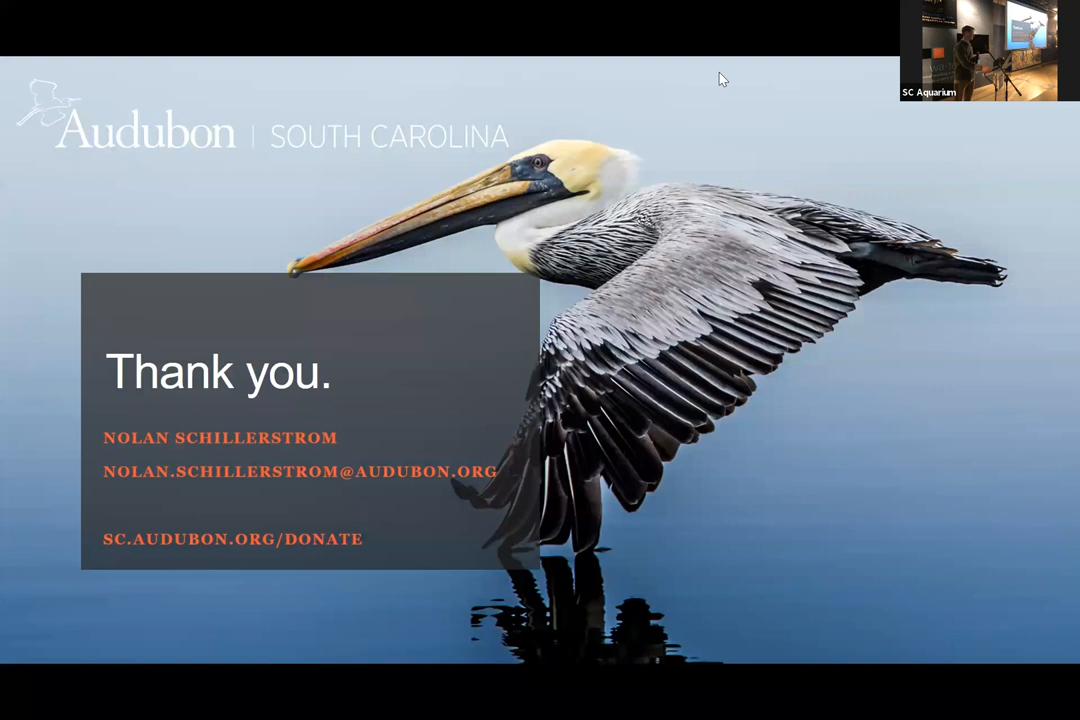 Audubon | SOUTH CAROLINA
SC Aquarium
Thank you.
NOLAN SCHILLERSTROM
NOLAN.SCHILLERSTROM@AUDUBON.ORG
SC.AUDUBON.ORG/DONATE